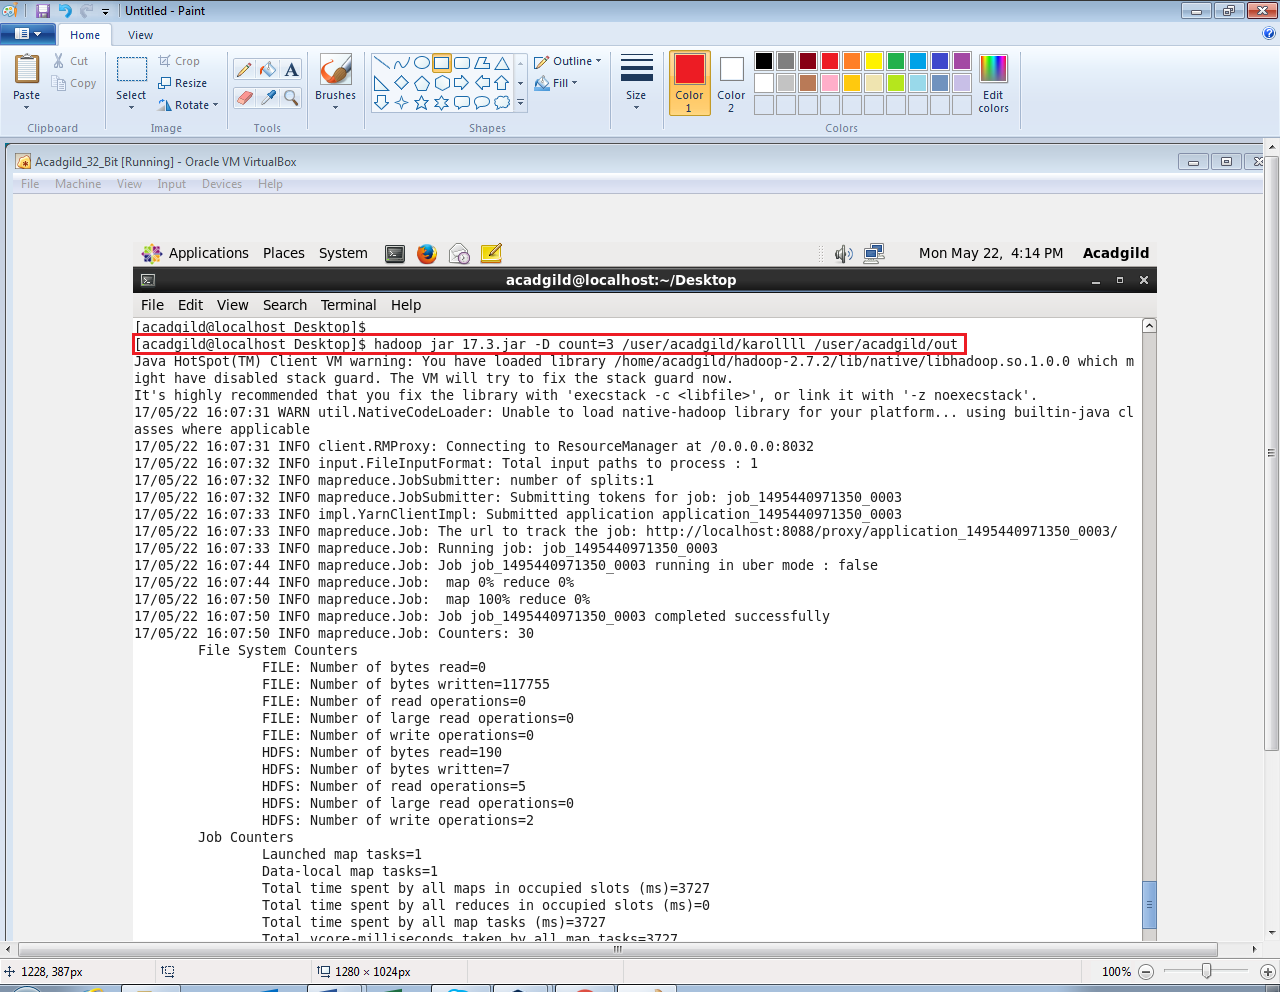 Untitled - Paint
Home
View
Paste
Cut
Copy
Clipboard
Select
Crop
Resize
Rotate
Image
A
Tools
Brushes
Outline
Fill
Shapes
Size
Color 1
Color 2
Edit colors
Colors
Acadgild_32_Bit [Running] - Oracle VM VirtualBox
File Machine View Input Devices Help
Applications Places System
Mon May 22, 4:14 PM Acadgild
acadgild@localhost:~/Desktop
File Edit View Search Terminal Help
[acadgild@localhost Desktop]$
[acadgild@localhost Desktop]$ hadoop jar 17.3.jar -D count=3 /user/acadgild/karollll /user/acadgild/out
Java HotSpot(TM) Client VM warning: You have loaded library /home/acadgild/hadoop-2.7.2/lib/native/libhadoop.so.1.0.0 which m
ight have disabled stack guard. The VM will try to fix the stack guard now.
It's highly recommended that you fix the library with 'execstack -c <libfile>', or link it with '-z noexecstack'.
17/05/22 16:07:31 WARN util.NativeCodeLoader: Unable to load native-hadoop library for your platform... using builtin-java cl
asses where applicable
17/05/22 16:07:31 INFO client.RMProxy: Connecting to ResourceManager at /0.0.0.0:8032
17/05/22 16:07:32 INFO input.FileInputFormat: Total input paths to process : 1
17/05/22 16:07:32 INFO mapreduce.JobSubmitter: number of splits:1
17/05/22 16:07:32 INFO mapreduce.JobSubmitter: Submitting tokens for job: job_1495440971350_0003
17/05/22 16:07:33 INFO impl.YarnClientImpl: Submitted application application_1495440971350_0003
17/05/22 16:07:33 INFO mapreduce.Job: The url to track the job: http://localhost:8088/proxy/application_1495440971350_0003/
17/05/22 16:07:33 INFO mapreduce.Job: Running job: job_1495440971350_0003
17/05/22 16:07:44 INFO mapreduce.Job: Job job_1495440971350_0003 running in uber mode : false
17/05/22 16:07:44 INFO mapreduce.Job:  map 0% reduce 0%
17/05/22 16:07:50 INFO mapreduce.Job:  map 100% reduce 0%
17/05/22 16:07:50 INFO mapreduce.Job: Job job_1495440971350_0003 completed successfully
17/05/22 16:07:50 INFO mapreduce.Job: Counters: 30
File System Counters
FILE: Number of bytes read=0
FILE: Number of bytes written=117755
FILE: Number of read operations=0
FILE: Number of large read operations=0
FILE: Number of write operations=0
HDFS: Number of bytes read=190
HDFS: Number of bytes written=7
HDFS: Number of read operations=5
HDFS: Number of large read operations=0
HDFS: Number of write operations=2
Job Counters
Launched map tasks=1
Data-local map tasks=1
Total time spent by all maps in occupied slots (ms)=3727
Total time spent by all reduces in occupied slots (ms)=0
Total time spent by all map tasks (ms)=3727
Total vcore-milliseconds taken by all map tasks=3727
1228, 387px
1280 × 1024px
100%